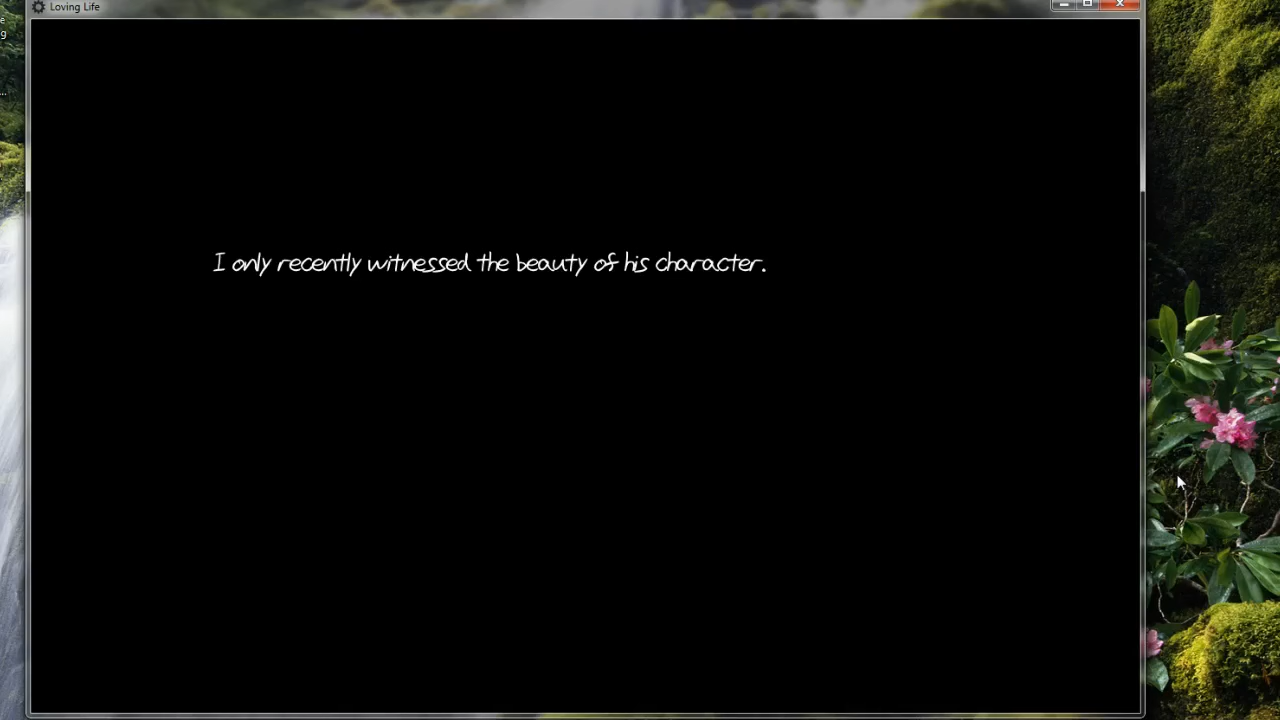 Loving Life
I only recently witnessed the beauty of his character.